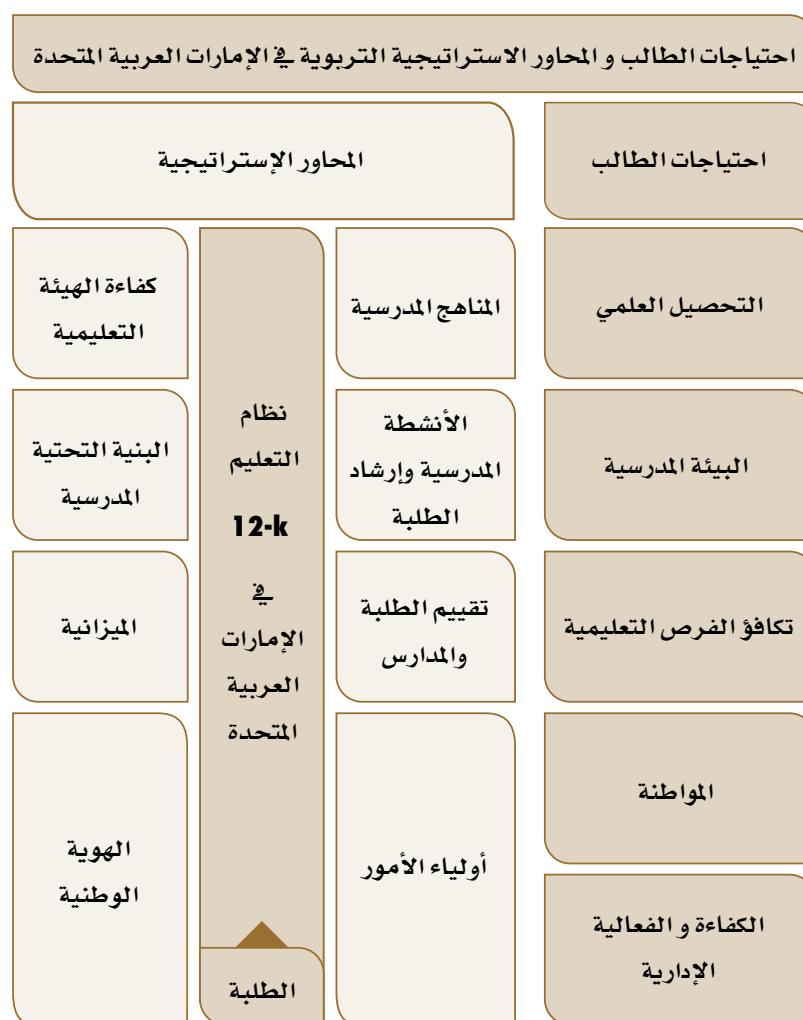 احتياجات الطالب و المحاور الاستراتيجية التربوية في الإمارات العربية المتحدة
احتياجات الطالب
المحاور الإستراتيجية
التحصيل العلمي
المناهج المدرسية
كفاءة الهيئة
التعليمية
البيئة المدرسية
الأنشطة
المدرسية وإرشاد
الطلبة
البنية التحتية
المدرسية
تكافؤ الفرص التعليمية
تقييم الطلبة
والمدارس
الميزانية
المواطنة
الكفاءة و الفعالية
الإدارية
أولياء الأمور
نظام
التعليم
12-k
في
الإمارات
العربية
المتحدة
الطلبة
الهوية
الوطنية